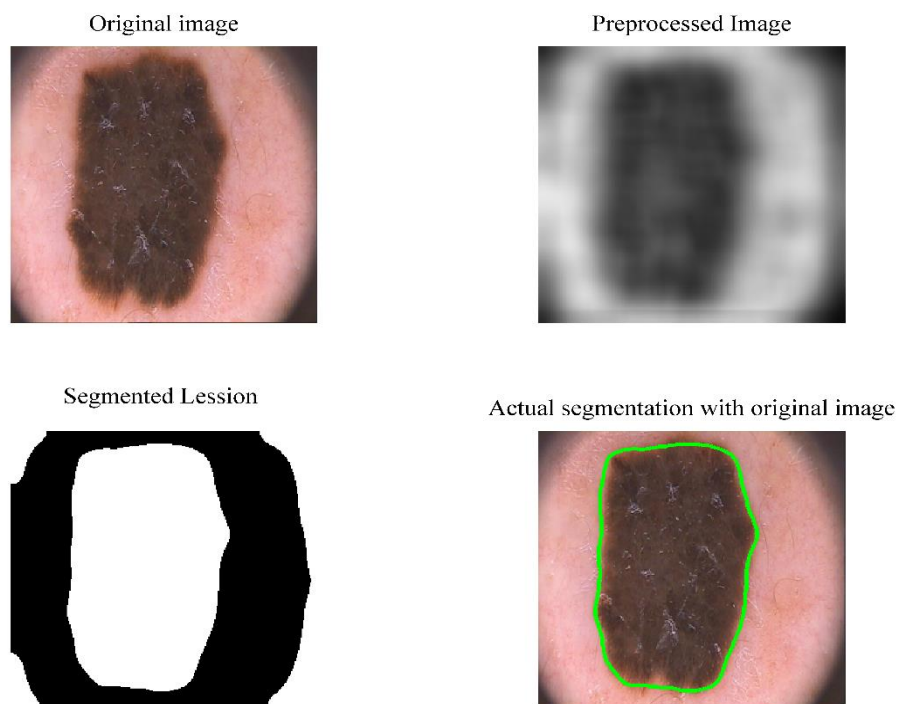 Original image
Preprocessed Image
Segmented Lession
Actual segmentation with original image